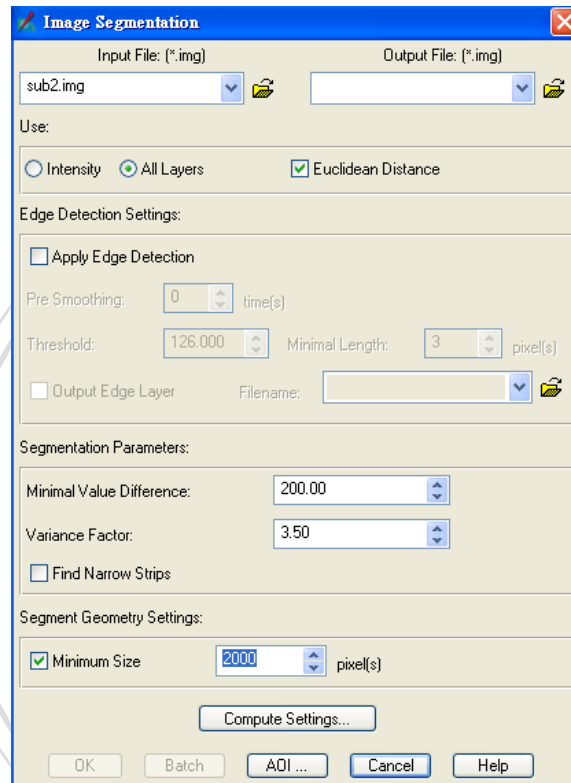 Image Segmentation
Input File: (*.img) Output File: (*.img)
sub2.img
Use:
Intensity All Layers Euclidean Distance
Edge Detection Settings:
Apply Edge Detection
Pre Smoothing: 0 time(s)
Threshold: 126.000 Minimal Length: 3 pixel(s)
Output Edge Layer Filename:
Segmentation Parameters:
Minimal Value Difference: 200.00
Variance Factor: 3.50
Find Narrow Strips
Segment Geometry Settings:
Minimum Size 2000 pixel(s)
Compute Settings...
OK Batch AOI ... Cancel Help